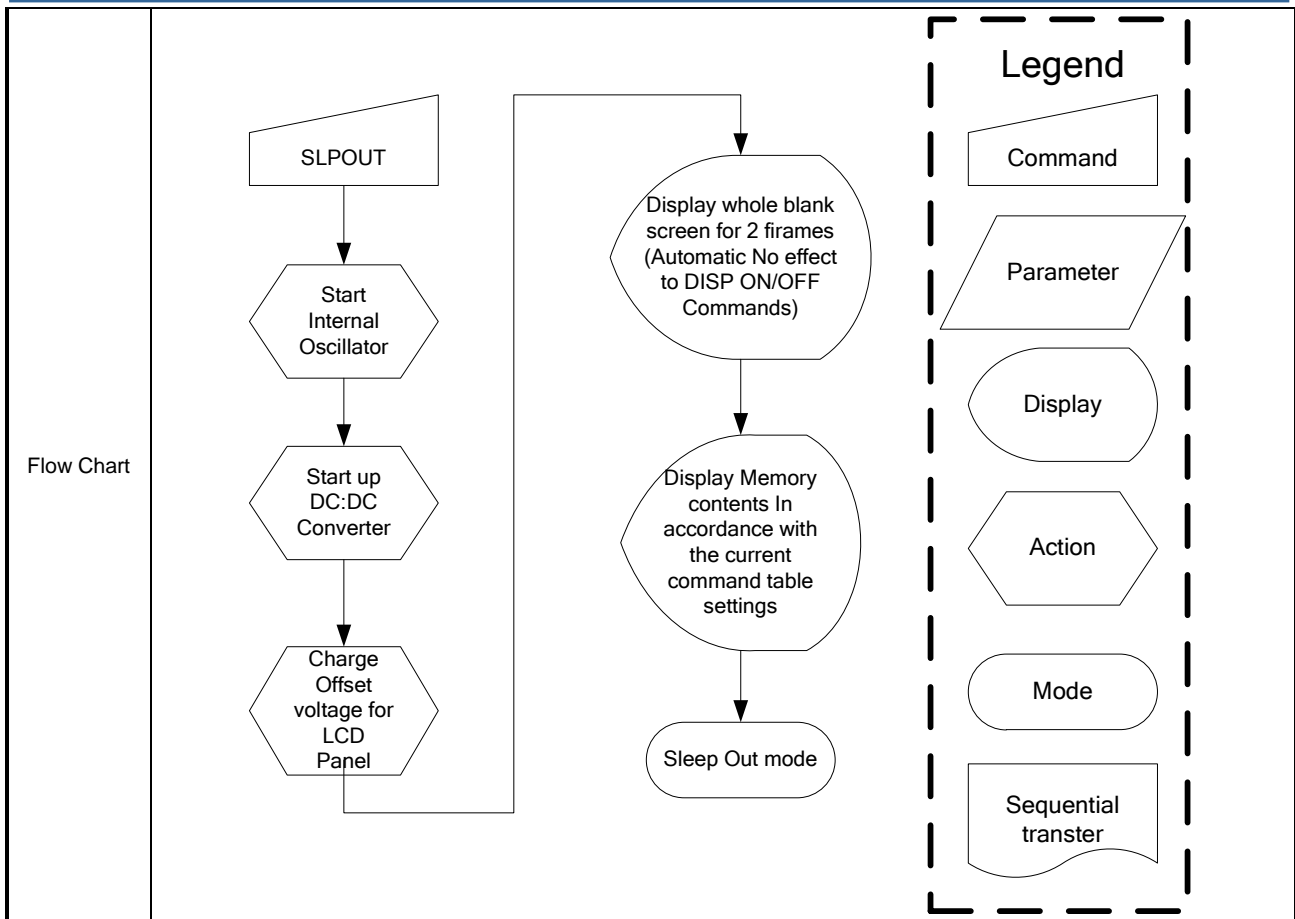 Flow Chart
SLPOUT
Start
Internal
Oscillator
Start up
DC:DC
Converter
Charge
Offset
voltage for
LCD
Panel
Display whole blank
screen for 2 firames
(Automatic No effect
to DISP ON/OFF
Commands)
Display Memory
contents In
accordance with
the current
command table
settings
Sleep Out mode
Legend
Command
Parameter
Display
Action
Mode
Sequential
transter